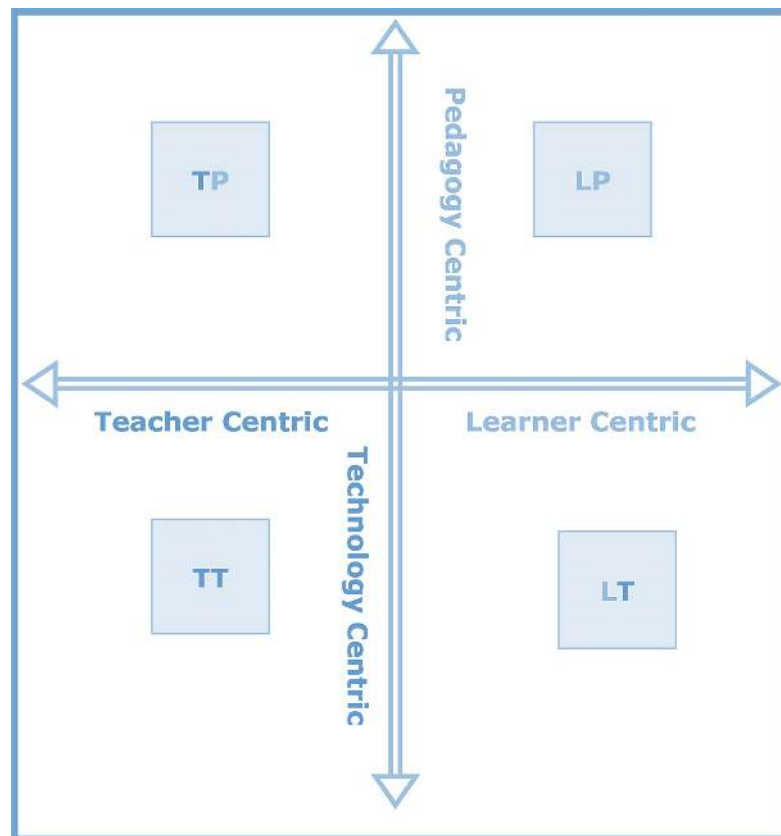 TP
LP
Pedagogy Centric
Teacher Centric
Learner Centric
Technology Centric
TT
LT